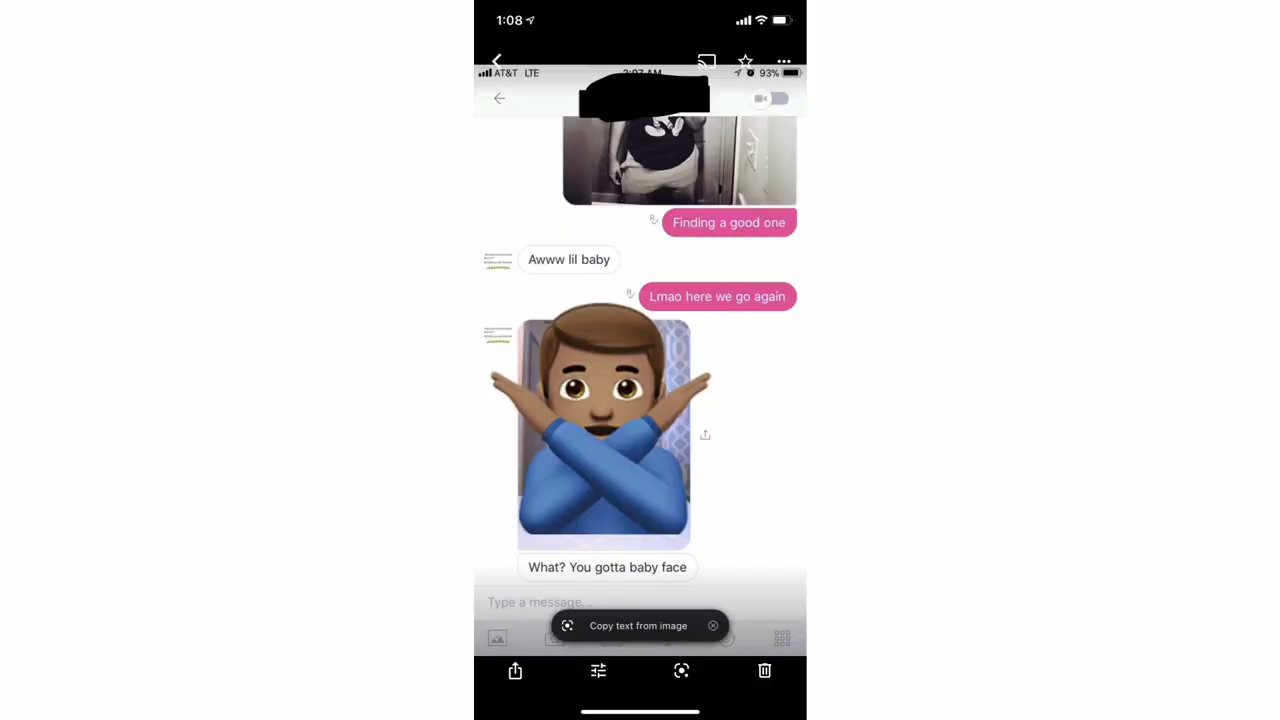 1:08
AT&T LTE
93%
Finding a good one
Awww lil baby
Lmao here we go again
What? You gotta baby face
Type a message...
Copy text from image